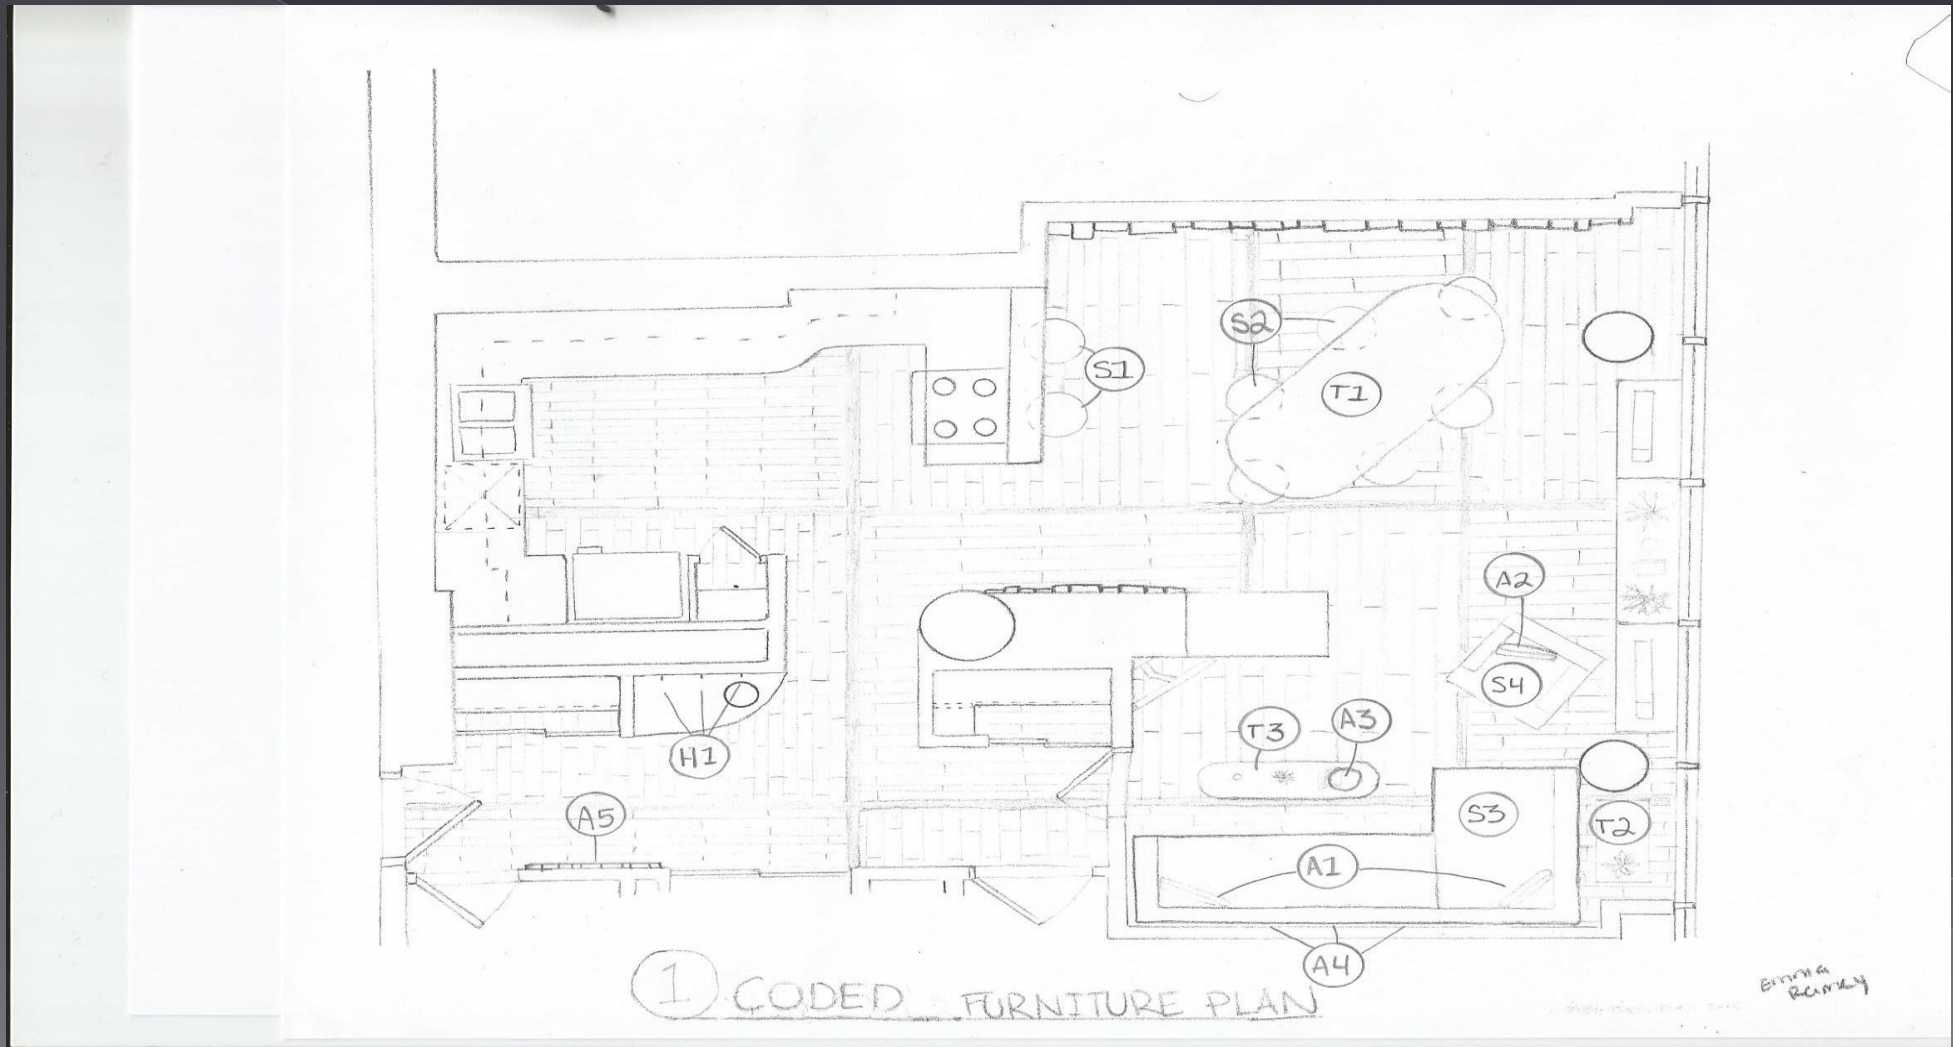 S2
S1
T1
A2
S4
T3
A3
H1
A5
S3
T2
A1
A4
1 CODED FURNITURE PLAN
Emma
Ramey